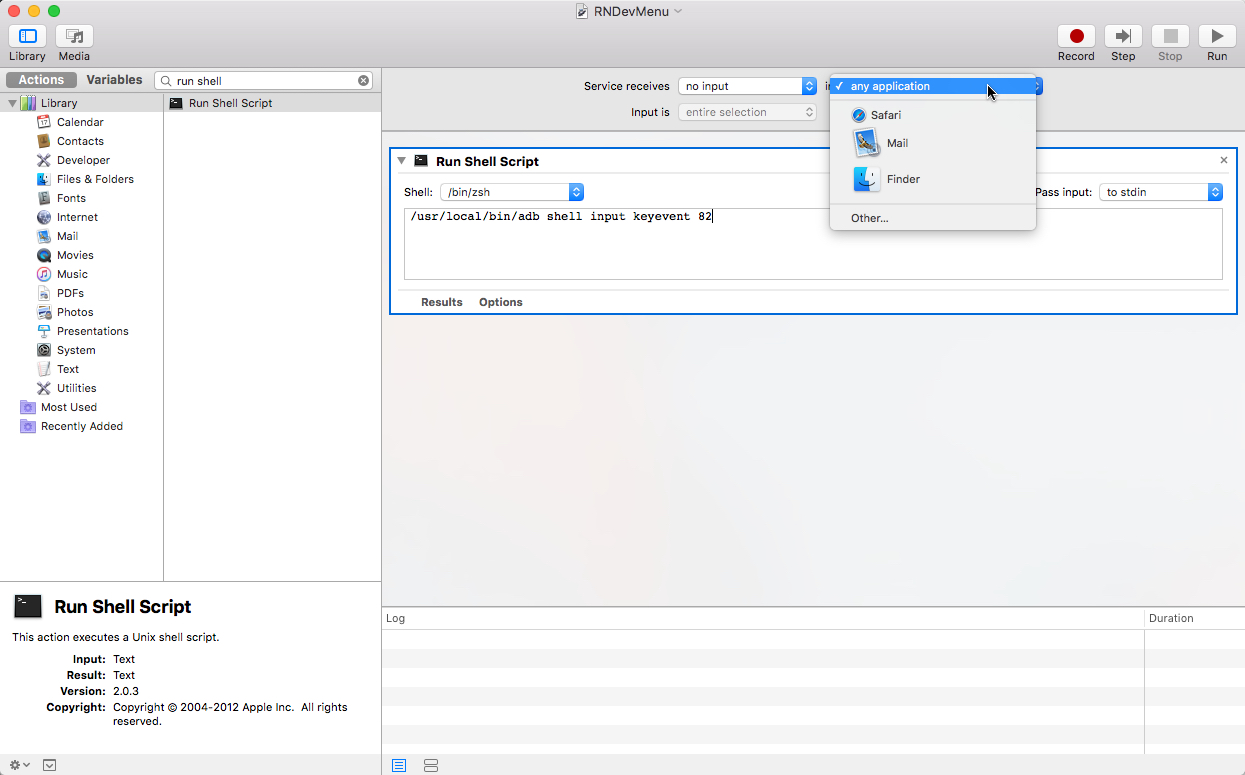 RNDevMenu
Library Media Record Step Stop Run
Actions Variables run shell
Service receives no input any application
Input is entire selection
Safari
Mail
Finder
Other...
Library
Calendar
Contacts
Developer
Files & Folders
Fonts
Internet
Mail
Movies
Music
PDFs
Photos
Presentations
System
Text
Utilities
Most Used
Recently Added
Run Shell Script
Run Shell Script
Shell: /bin/zsh Pass input: to stdin
/usr/local/bin/adb shell input keyevent 82
Results Options
Run Shell Script
This action executes a Unix shell script.
Input: Text
Result: Text
Version: 2.0.3
Copyright: Copyright © 2004-2012 Apple Inc. All rights
reserved.
Log Duration